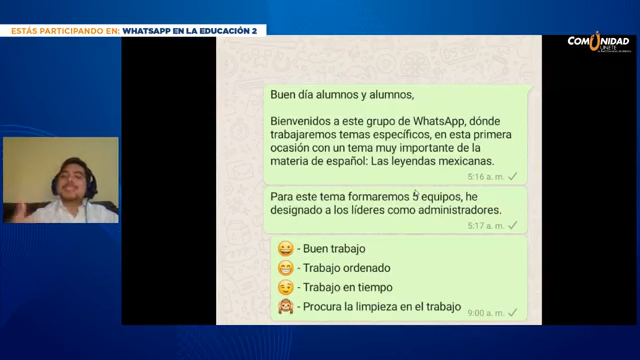 ESTÁS PARTICIPANDO EN: WHATSAPP EN LA EDUCACIÓN 2
COMUNIDAD
ÚNETE
Buen día alumnos y alumnos,
Bienvenidos a este grupo de WhatsApp, dónde
trabajaremos temas específicos, en esta primera
ocasión con un tema muy importante de la
materia de español: Las leyendas mexicanas.
5:16 a. m.
Para este tema formaremos 5 equipos, he
designado a los líderes como administradores.
5:17 a. m.
- Buen trabajo
- Trabajo ordenado
- Trabajo en tiempo
- Procura la limpieza en el trabajo
9:00 a. m.